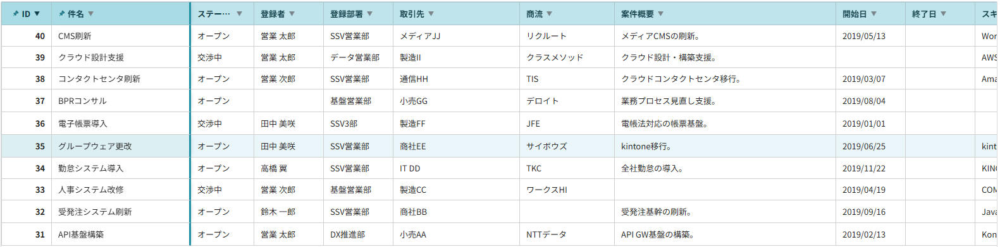 ID ▼ 件名 ▼ ステー… ▼ 登録者 ▼ 登録部署 ▼ 取引先 ▼ 商流 ▼ 案件概要 ▼ 開始日 ▼ 終了日 ▼ スキ
40 CMS刷新 オープン 営業 太郎 SSV営業部 メディアJJ リクルート メディアCMSの刷新。 2019/05/13 Wor
39 クラウド設計支援 交渉中 営業 太郎 データ営業部 製造II クラスメソッド クラウド設計・構築支援。 AWS
38 コンタクトセンタ刷新 オープン 営業 次郎 SSV営業部 通信HH TIS クラウドコンタクトセンタ移行。 2019/03/07 Ama
37 BPRコンサル オープン 基盤営業部 小売GG デロイト 業務プロセス見直し支援。 2019/08/04
36 電子帳票導入 交渉中 田中 美咲 SSV3部 製造FF JFE 電帳法対応の帳票基盤。 2019/01/01
35 グループウェア更改 オープン 田中 美咲 SSV営業部 商社EE サイボウズ kintone移行。 2019/06/25 kint
34 勤怠システム導入 オープン 高橋 翼 SSV営業部 IT DD TKC 全社勤怠の導入。 2019/11/22 KING
33 人事システム改修 交渉中 営業 次郎 基盤営業部 製造CC ワークスHI 2019/04/19 COM
32 受発注システム刷新 オープン 鈴木 一郎 SSV営業部 商社BB 受発注基幹の刷新。 2019/09/16 Java
31 API基盤構築 オープン 営業 太郎 DX推進部 小売AA NTTデータ API GW基盤の構築。 2019/02/13 Kon